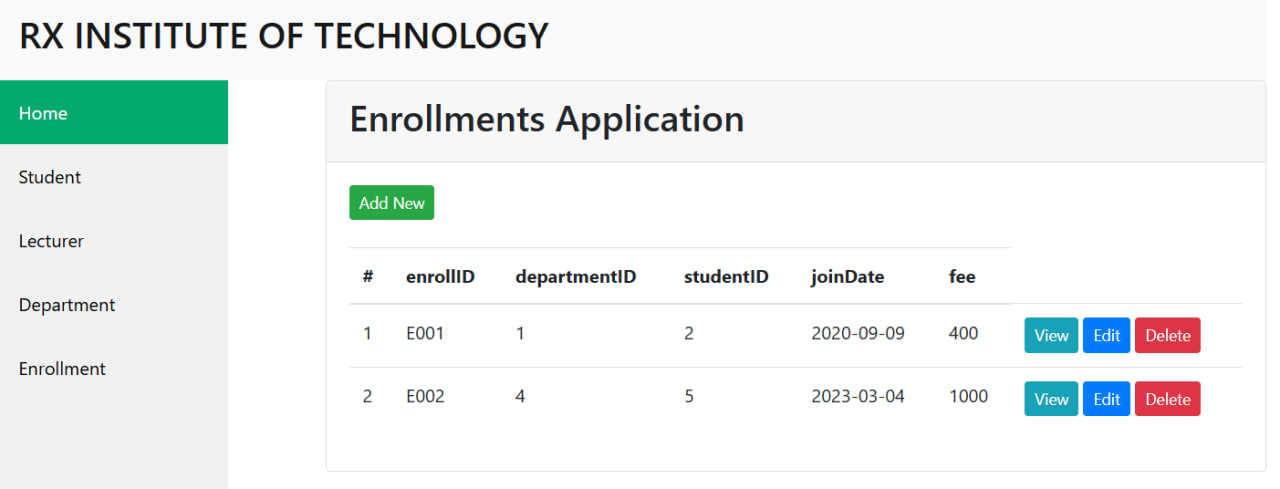 RX INSTITUTE OF TECHNOLOGY
Home
Student
Lecturer
Department
Enrollment
Enrollments Application
Add New
# enrollID departmentID studentID joinDate fee
1 E001 1 2 2020-09-09 400 View Edit Delete
2 E002 4 5 2023-03-04 1000 View Edit Delete